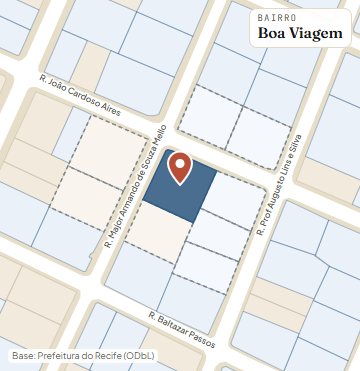 BAIRRO
Boa Viagem
R. João Cardoso Aires
R. Major Armando de Souza Mello
R. Prof Augusto Lins e Silva
R. Baltazar Passos
Base: Prefeitura do Recife (ODbL)